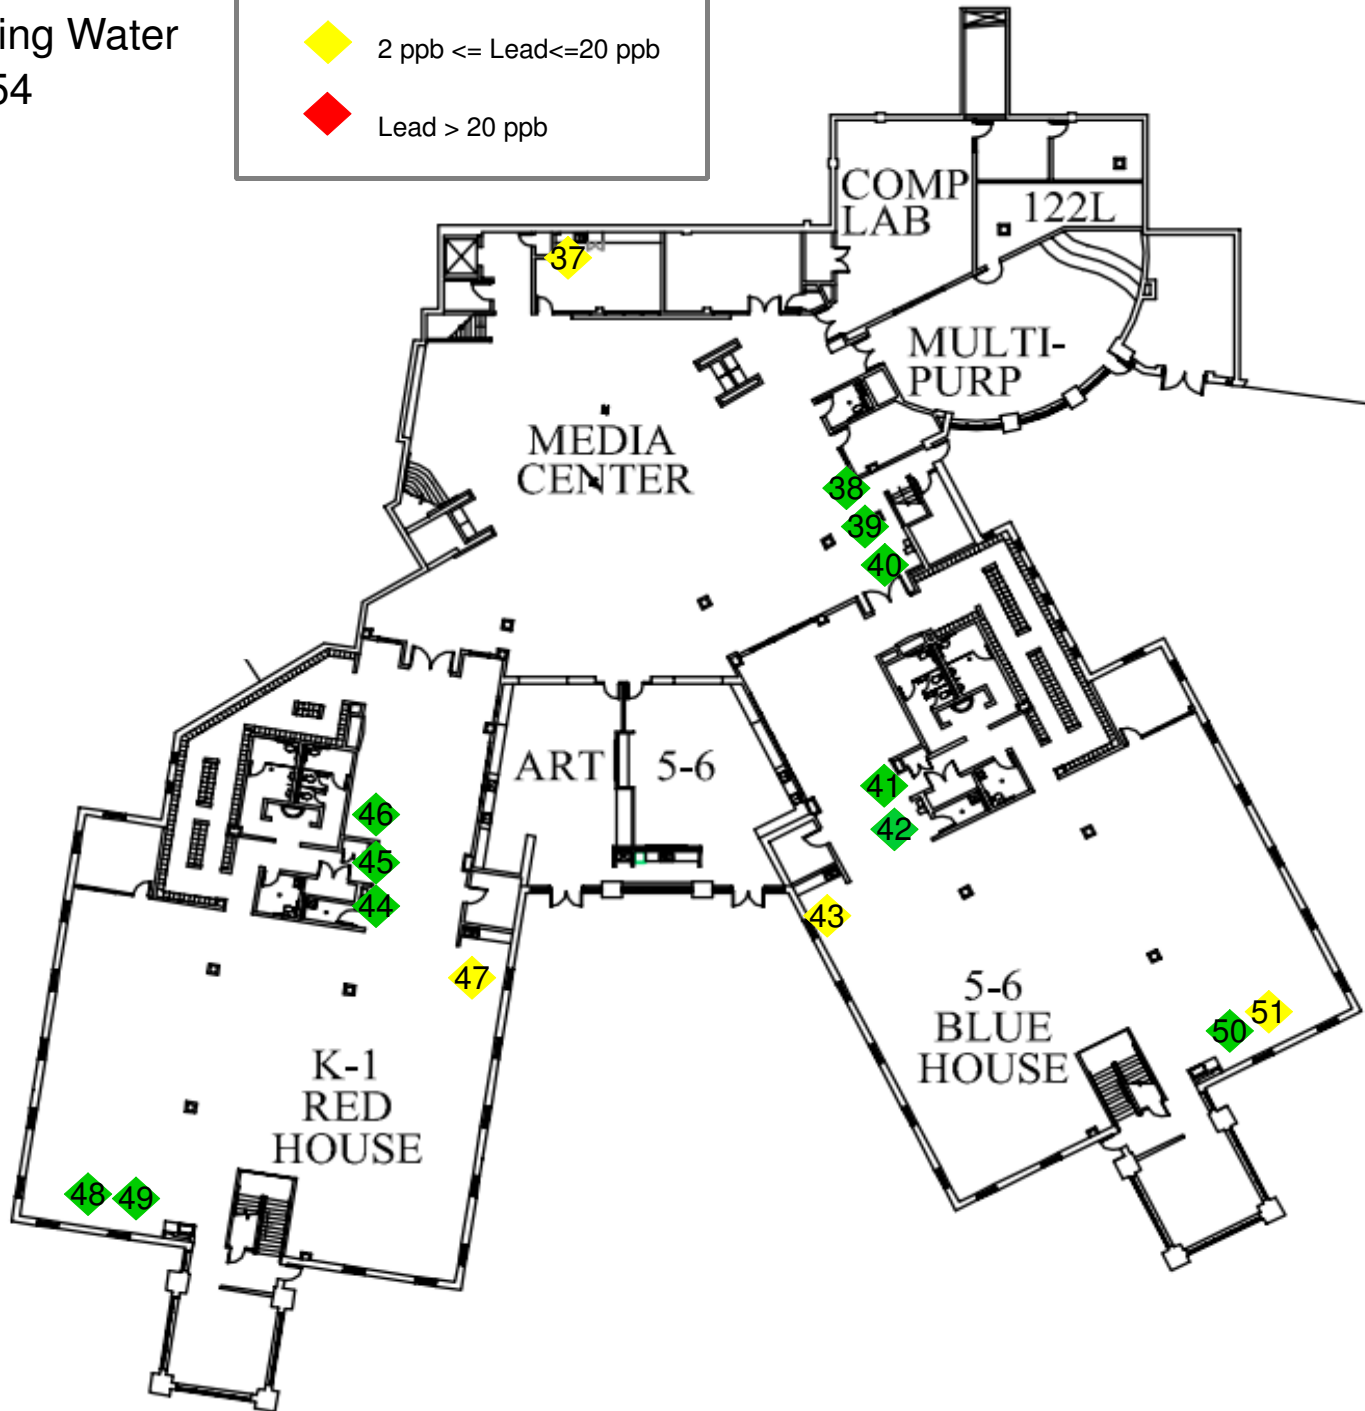 ing Water
54
2 ppb <= Lead<=20 ppb
Lead > 20 ppb
COMP
LAB
122L
37
MULTI-
PURP
MEDIA
CENTER
38
39
40
ART
5-6
41
42
46
45
44
43
47
5-6
BLUE
HOUSE
51
50
K-1
RED
HOUSE
48
49